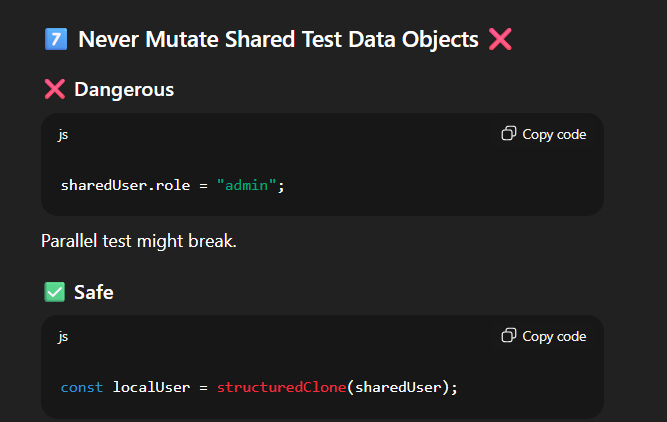 7️⃣ Never Mutate Shared Test Data Objects ❌
❌ Dangerous
js Copy code
sharedUser.role = "admin";
Parallel test might break.
✅ Safe
js Copy code
const localUser = structuredClone(sharedUser);